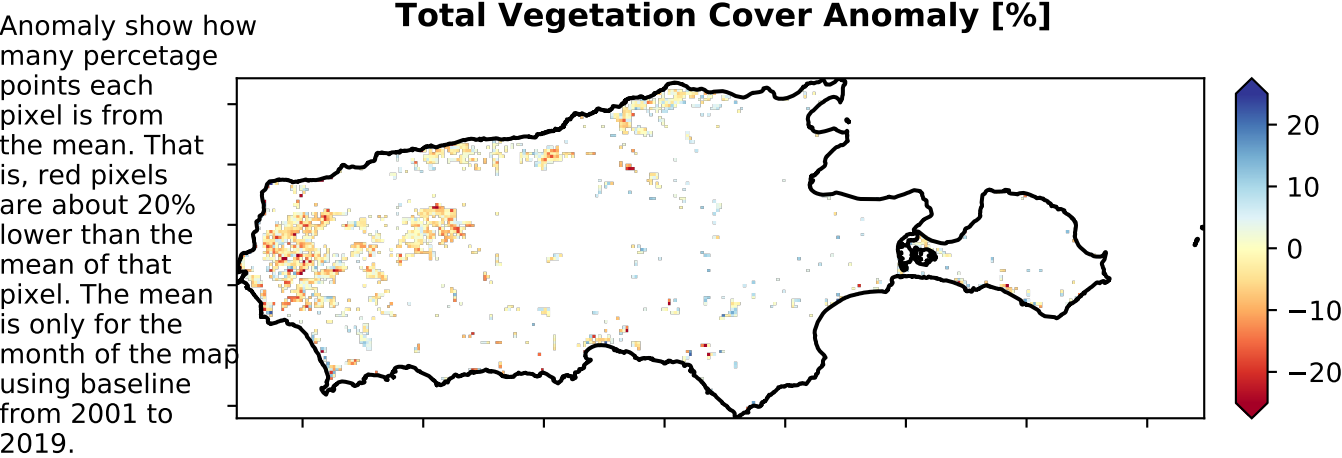 Total Vegetation Cover Anomaly [%]
Anomaly show how
many percetage
points each
pixel is from
the mean. That
is, red pixels
are about 20%
lower than the
mean of that
pixel. The mean
is only for the
month of the map
using baseline
from 2001 to
2019.
20
10
0
−10
−20